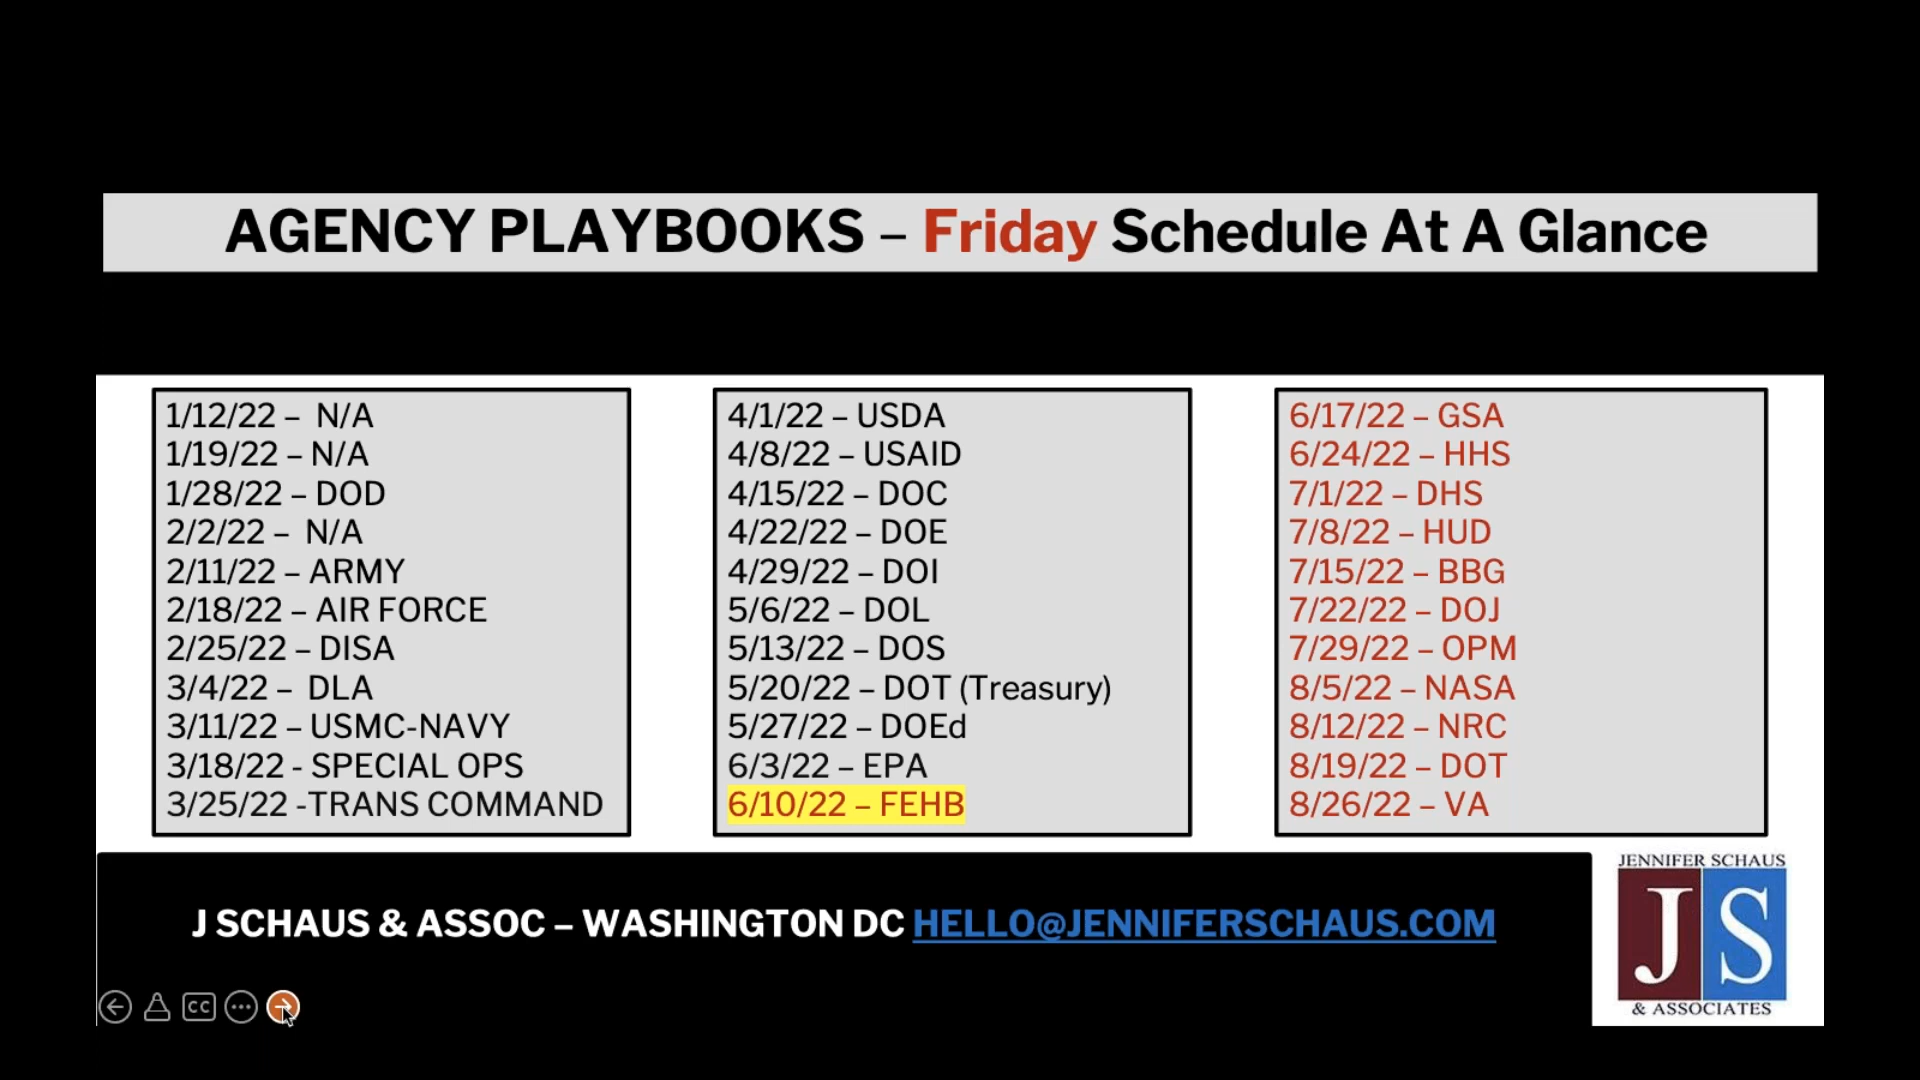 AGENCY PLAYBOOKS – Friday Schedule At A Glance
1/12/22 – N/A
1/19/22 – N/A
1/28/22 – DOD
2/2/22 – N/A
2/11/22 – ARMY
2/18/22 – AIR FORCE
2/25/22 – DISA
3/4/22 – DLA
3/11/22 – USMC-NAVY
3/18/22 - SPECIAL OPS
3/25/22 -TRANS COMMAND
4/1/22 – USDA
4/8/22 – USAID
4/15/22 – DOC
4/22/22 – DOE
4/29/22 – DOI
5/6/22 – DOL
5/13/22 – DOS
5/20/22 – DOT (Treasury)
5/27/22 – DOEd
6/3/22 – EPA
6/10/22 – FEHB
6/17/22 – GSA
6/24/22 – HHS
7/1/22 – DHS
7/8/22 – HUD
7/15/22 – BBG
7/22/22 – DOJ
7/29/22 – OPM
8/5/22 – NASA
8/12/22 – NRC
8/19/22 – DOT
8/26/22 – VA
J SCHAUS & ASSOC – WASHINGTON DC HELLO@JENNIFERSCHAUS.COM
JENNIFER SCHAUS
JS
& ASSOCIATES
CC